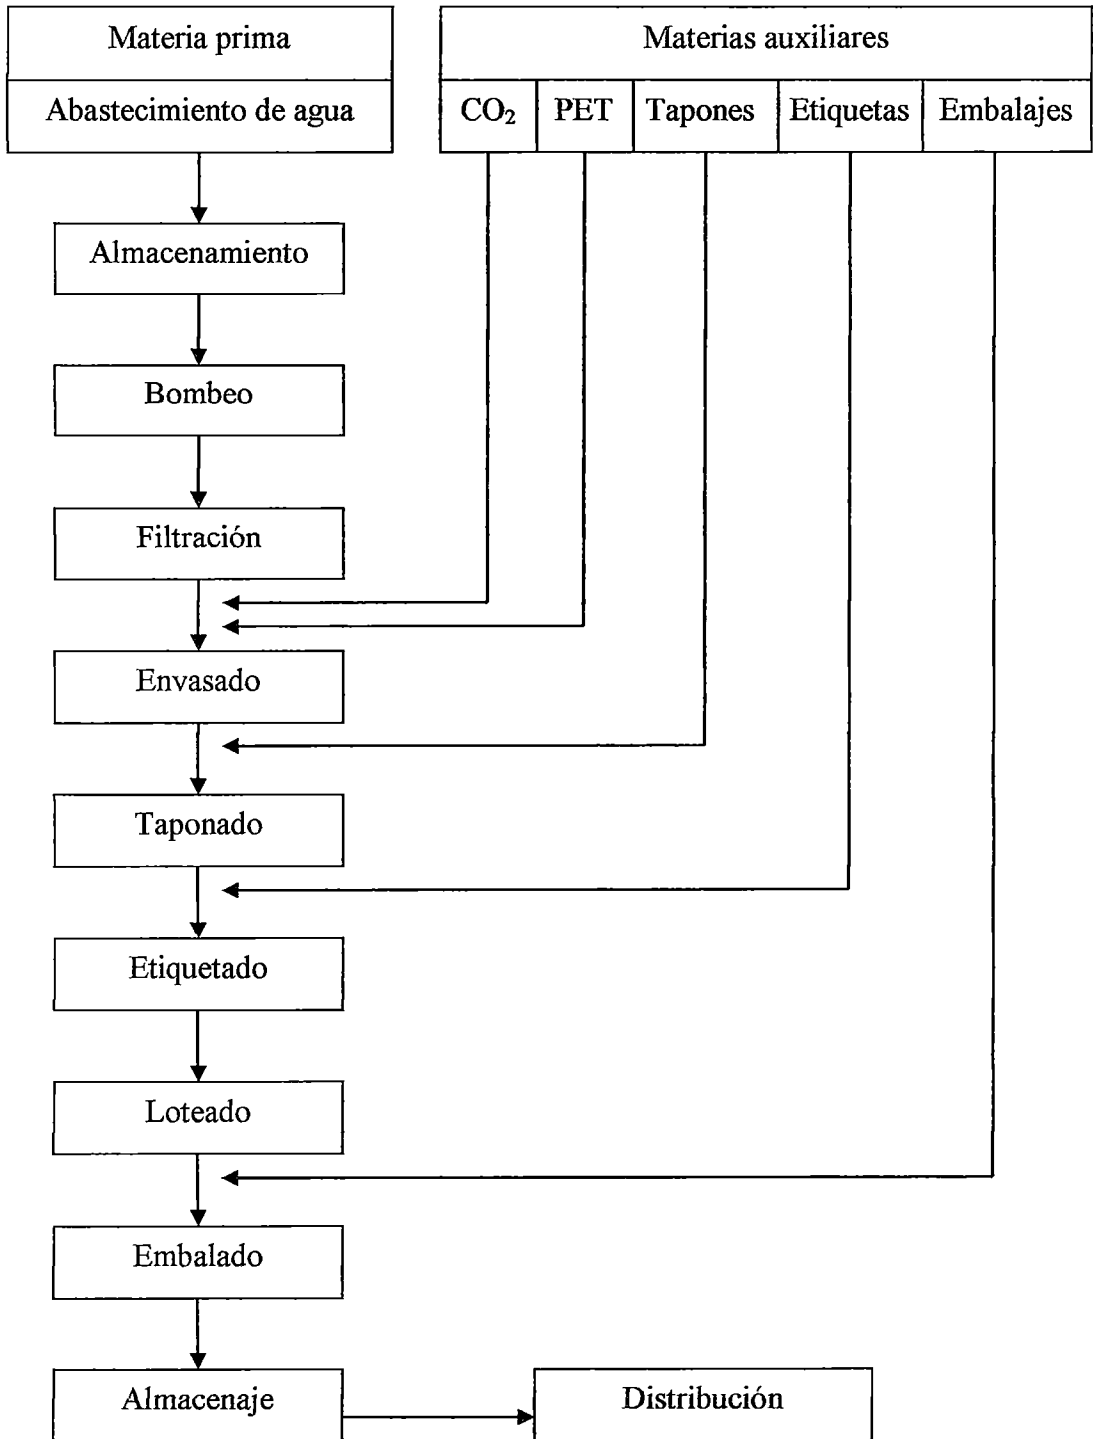 Materia prima
Materias auxiliares
Abastecimiento de agua
CO₂
PET
Tapones
Etiquetas
Embalajes
Almacenamiento
Bombeo
Filtración
Envasado
Taponado
Etiquetado
Loteado
Embalado
Almacenaje
Distribución